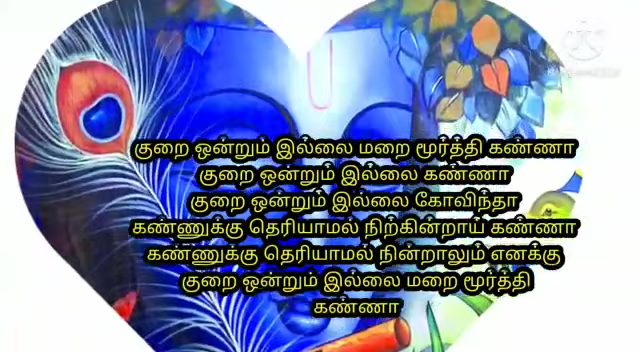 குறை ஒன்றும் இல்லை மறை மூர்த்தி கண்ணா
குறை ஒன்றும் இல்லை கண்ணா
குறை ஒன்றும் இல்லை கோவிந்தா
கண்ணுக்கு தெரியாமல் நிற்கின்றாய் கண்ணா
கண்ணுக்கு தெரியாமல் நின்றாலும் எனக்கு
குறை ஒன்றும் இல்லை மறை மூர்த்தி
கண்ணா